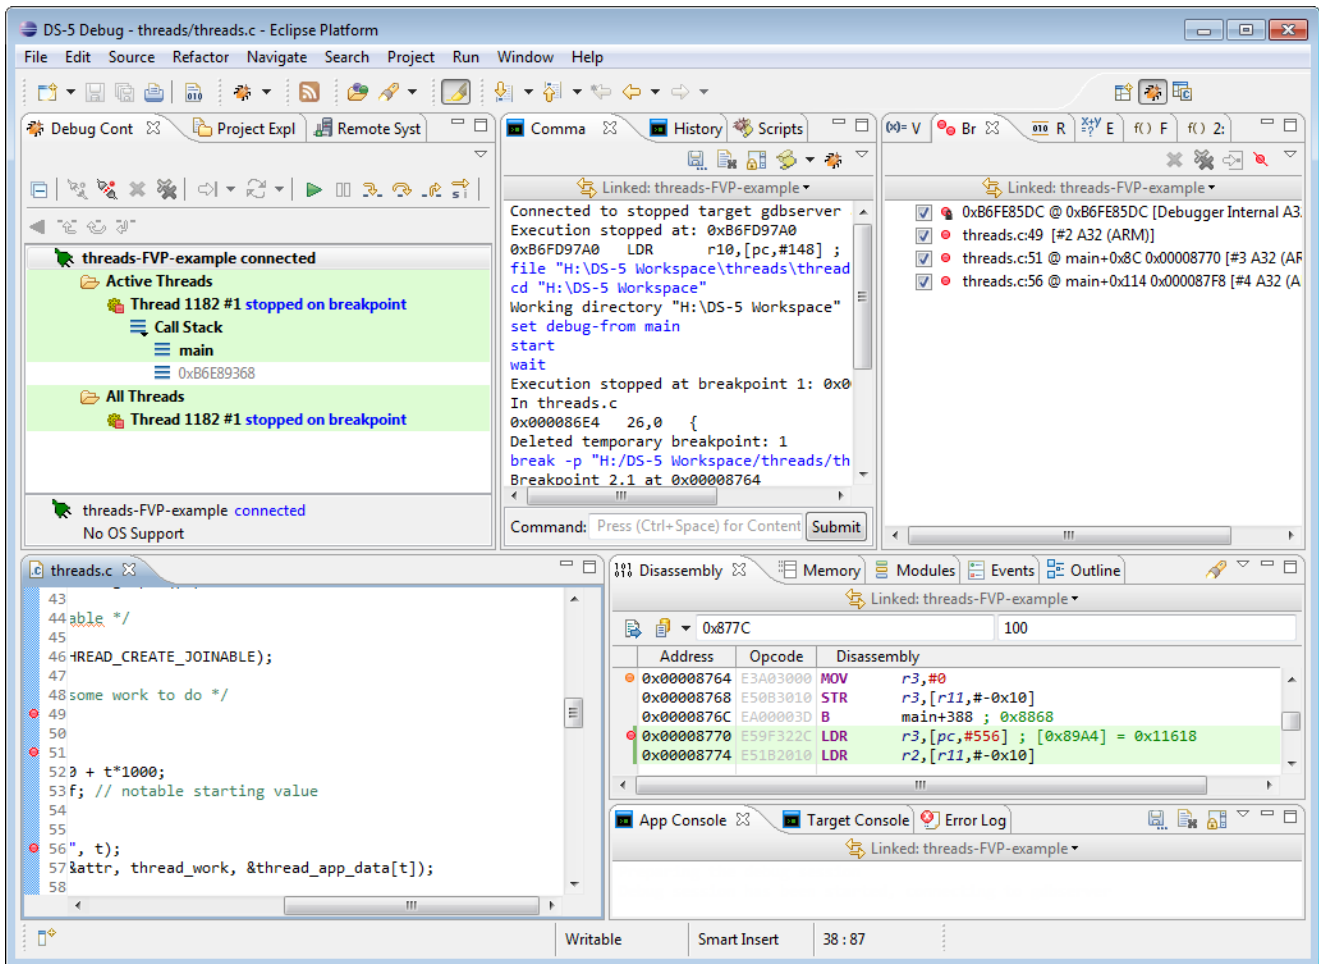 DS-5 Debug - threads/threads.c - Eclipse Platform
File Edit Source Refactor Navigate Search Project Run Window Help
Debug Cont Project Expl Remote Syst
threads-FVP-example connected
Active Threads
Thread 1182 #1 stopped on breakpoint
Call Stack
main
0xB6E89368
All Threads
Thread 1182 #1 stopped on breakpoint
threads-FVP-example connected
No OS Support
Comma History Scripts
Linked: threads-FVP-example
Connected to stopped target gdbserver
Execution stopped at: 0xB6FD97A0
0xB6FD97A0 LDR r10,[pc,#148] ;
file "H:\DS-5 Workspace\threads\thread
cd "H:\DS-5 Workspace"
Working directory "H:\DS-5 Workspace"
set debug-from main
start
wait
Execution stopped at breakpoint 1: 0x0
In threads.c
0x000086E4 26,0 {
Deleted temporary breakpoint: 1
break -p "H:/DS-5 Workspace/threads/th
Breakpoint 2.1 at 0x00008764
Command: Press (Ctrl+Space) for Content Submit
(x)= V Br 010 R X+Y =? E f() F f() 2:
Linked: threads-FVP-example
0xB6FE85DC @ 0xB6FE85DC [Debugger Internal A3
threads.c:49 [#2 A32 (ARM)]
threads.c:51 @ main+0x8C 0x00008770 [#3 A32 (AR
threads.c:56 @ main+0x114 0x000087F8 [#4 A32 (A
threads.c
43
44 able */
45
46 HREAD_CREATE_JOINABLE);
47
48 some work to do */
49
50
51
52 0 + t*1000;
53 f; // notable starting value
54
55
56 ", t);
57 &attr, thread_work, &thread_app_data[t]);
58
Disassembly Memory Modules Events Outline
Linked: threads-FVP-example
0x877C 100
Address Opcode Disassembly
0x00008764 E3A03000 MOV r3,#0
0x00008768 E50B3010 STR r3,[r11,#-0x10]
0x0000876C EA00003D B main+388 ; 0x8868
0x00008770 E59F322C LDR r3,[pc,#556] ; [0x89A4] = 0x11618
0x00008774 E51B2010 LDR r2,[r11,#-0x10]
App Console Target Console Error Log
Linked: threads-FVP-example
Writable Smart Insert 38 : 87